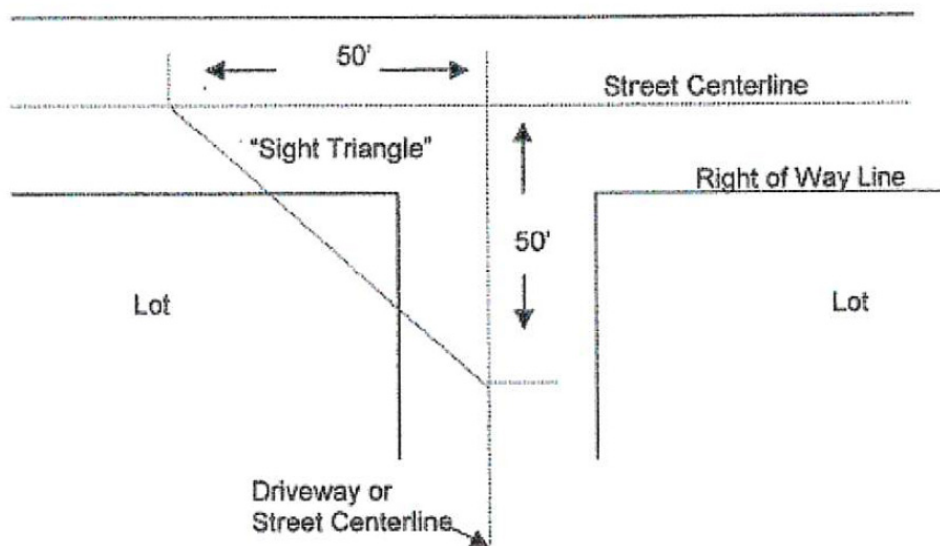 50'
Street Centerline
"Sight Triangle"
Right of Way Line
50'
Lot
Lot
Driveway or
Street Centerline